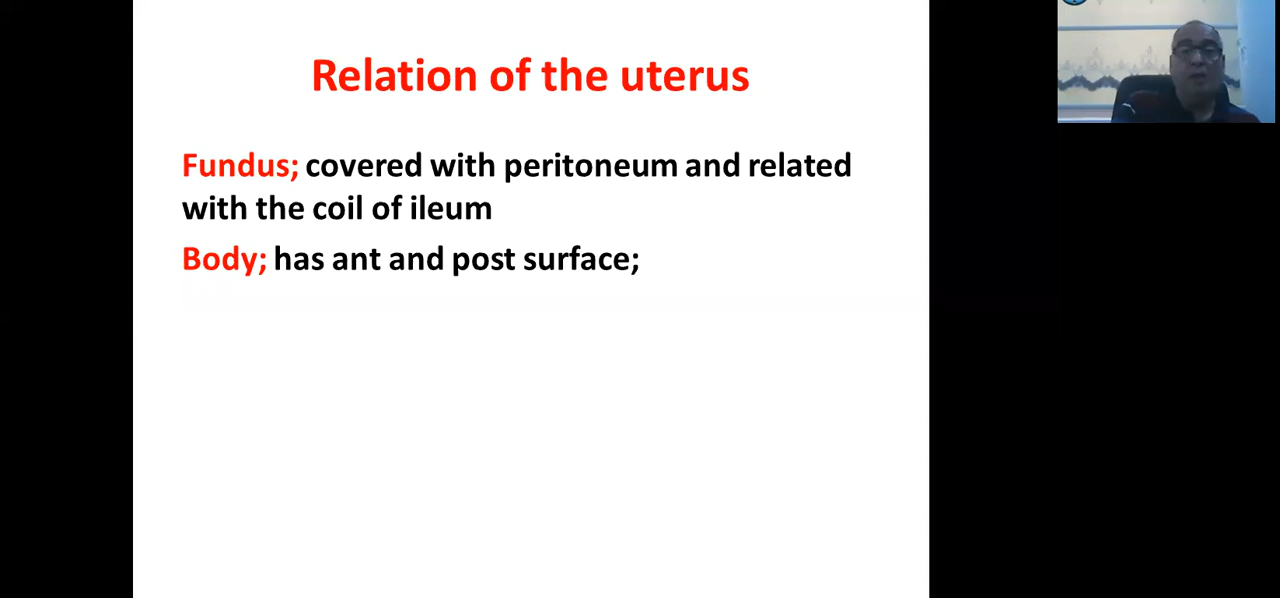 Relation of the uterus
Fundus; covered with peritoneum and related
with the coil of ileum
Body; has ant and post surface;